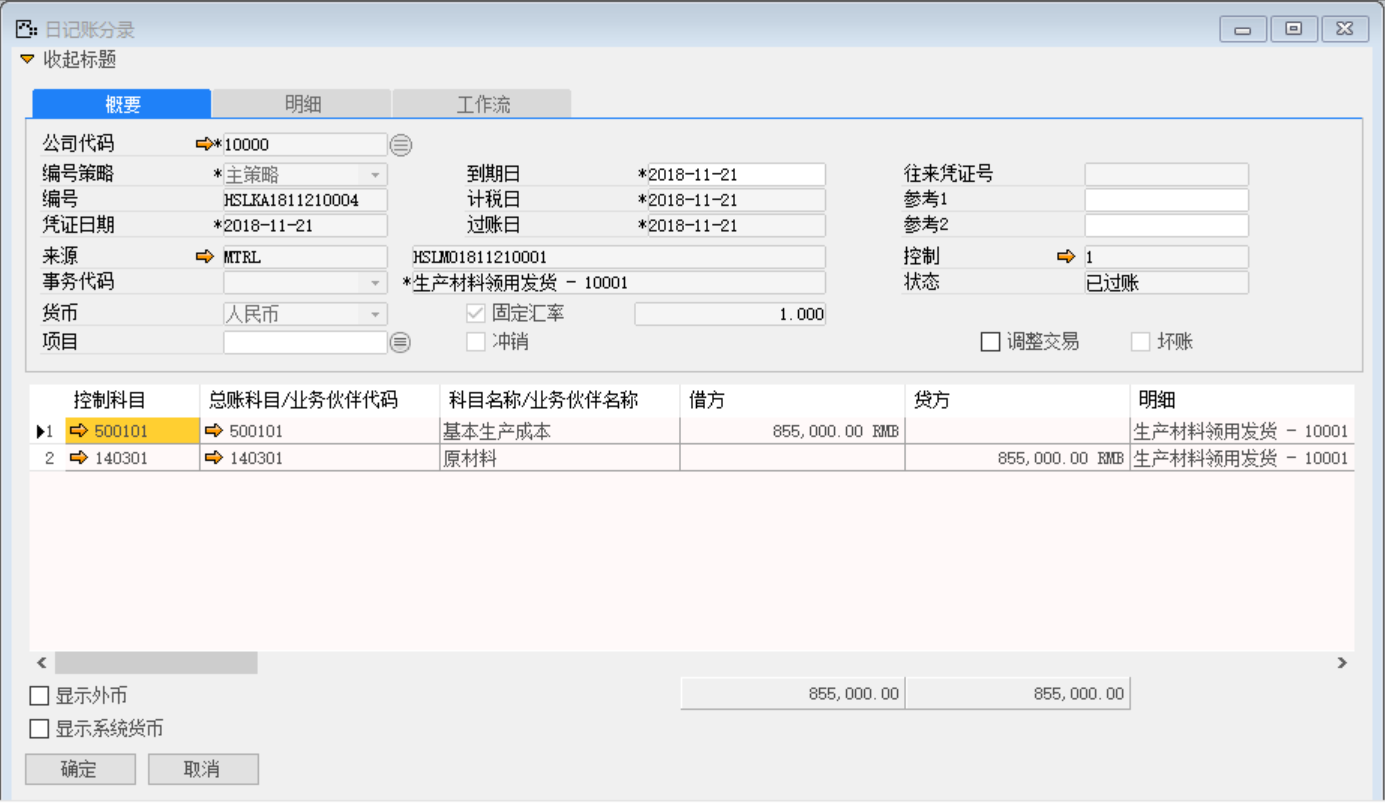 日记账分录
收起标题
概要 明细 工作流
公司代码 *10000
编号策略 *主策略 到期日 *2018-11-21 往来凭证号
编号 HSLKA1811210004 计税日 *2018-11-21 参考1
凭证日期 *2018-11-21 过账日 *2018-11-21 参考2
来源 MTRL HSLMO1811210001 控制 1
事务代码 *生产材料领用发货 - 10001 状态 已过账
货币 人民币 固定汇率 1.000
项目 冲销 调整交易 坏账
控制科目 总账科目/业务伙伴代码 科目名称/业务伙伴名称 借方 贷方 明细
1 500101 500101 基本生产成本 855,000.00 RMB 生产材料领用发货 - 10001
2 140301 140301 原材料 855,000.00 RMB 生产材料领用发货 - 10001
显示外币 855,000.00 855,000.00
显示系统货币
确定 取消